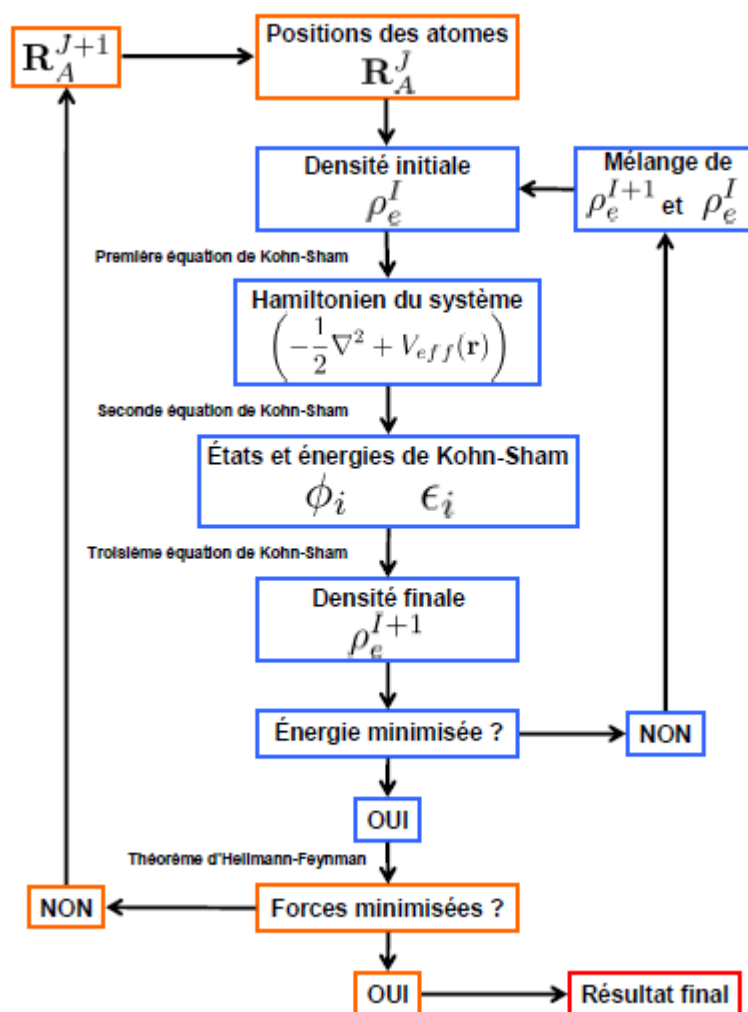 Positions des atomes
𝐑_A^{J+1}
𝐑_A^J
Densité initiale
ρ_e^I
Mélange de
ρ_e^{I+1} et ρ_e^I
Première équation de Kohn-Sham
Hamiltonien du système
(-1/2 ∇² + V_{eff}(𝐫))
Seconde équation de Kohn-Sham
États et énergies de Kohn-Sham
ϕ_i ϵ_i
Troisième équation de Kohn-Sham
Densité finale
ρ_e^{I+1}
Énergie minimisée ?
NON
OUI
Théorème d'Hellmann-Feynman
NON
Forces minimisées ?
OUI
Résultat final